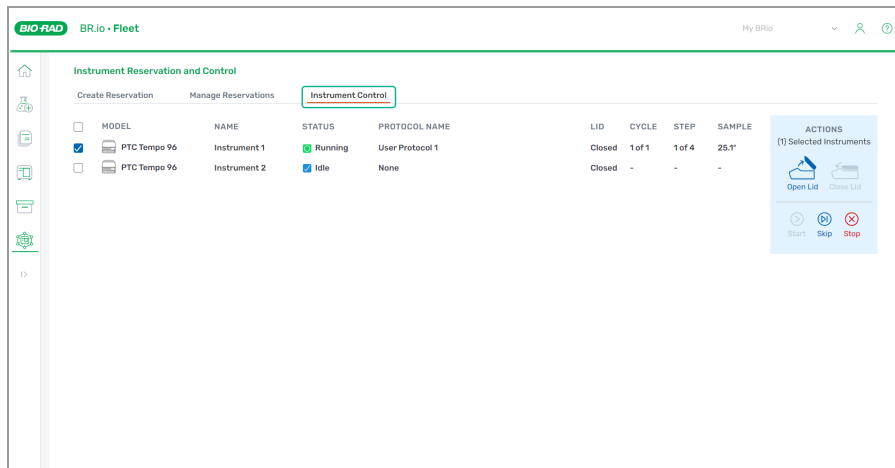 BIO-RAD BR.io • Fleet My BRio
Instrument Reservation and Control
Create Reservation Manage Reservations Instrument Control
MODEL NAME STATUS PROTOCOL NAME LID CYCLE STEP SAMPLE
PTC Tempo 96 Instrument 1 Running User Protocol 1 Closed 1 of 1 1 of 4 25.1°
PTC Tempo 96 Instrument 2 Idle None Closed - - -
ACTIONS
(1) Selected Instruments
Open Lid Close Lid
Start Skip Stop